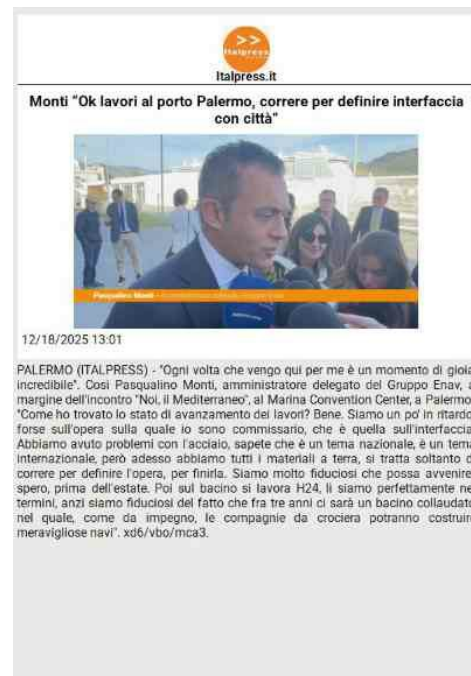 >>
Italpress
Italpress.it
Monti "Ok lavori al porto Palermo, correre per definire interfaccia
con città"
Pasqualino Monti
12/18/2025 13:01
PALERMO (ITALPRESS) - "Ogni volta che vengo qui per me è un momento di gioia
incredibile". Così Pasqualino Monti, amministratore delegato del Gruppo Enav, a
margine dell'incontro "Noi, il Mediterraneo", al Marina Convention Center, a Palermo.
"Come ho trovato lo stato di avanzamento dei lavori? Bene. Siamo un po' in ritardo
forse sull'opera sulla quale io sono commissario, che è quella sull'interfaccia.
Abbiamo avuto problemi con l'acciaio, sapete che è un tema nazionale, è un tema
internazionale, però adesso abbiamo tutti i materiali a terra, si tratta soltanto d
correre per definire l'opera, per finirla. Siamo molto fiduciosi che possa avvenire,
spero, prima dell'estate. Poi sul bacino si lavora H24, lì siamo perfettamente ne
termini, anzi siamo fiduciosi del fatto che fra tre anni ci sarà un bacino collaudato
nel quale, come da impegno, le compagnie da crociera potranno costruire
meravigliose navi". xd6/vbo/mca3.